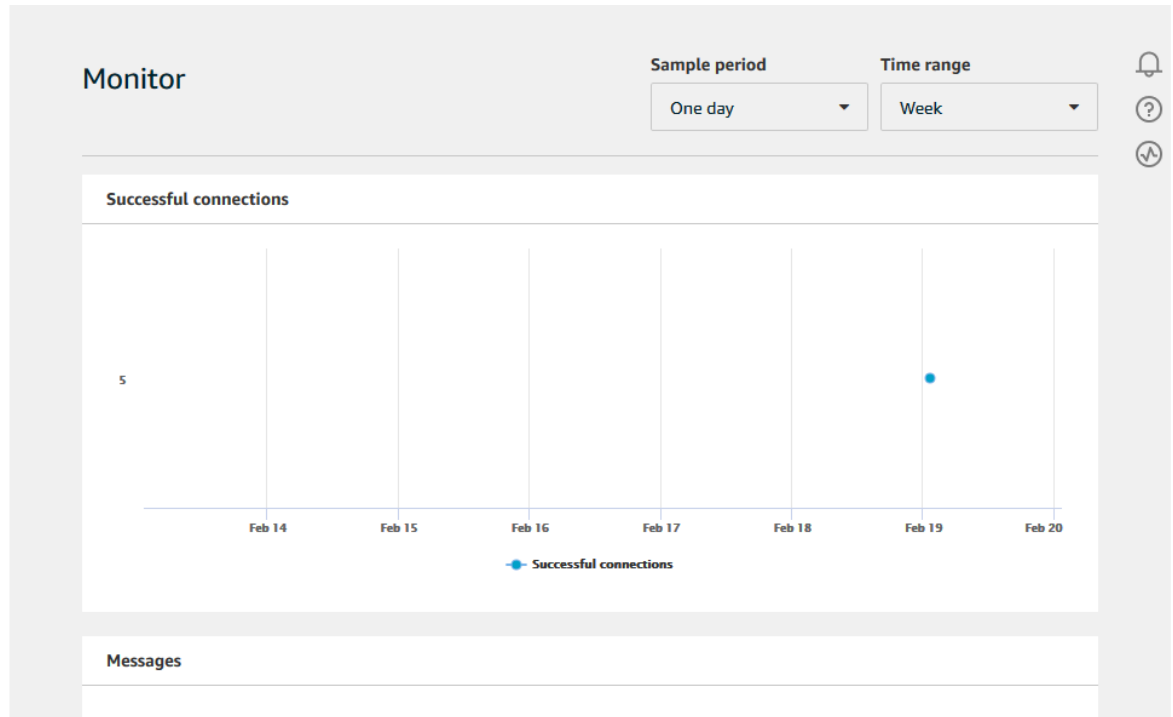 Monitor
Sample period
Time range
One day
Week
Successful connections
5
Feb 14 Feb 15 Feb 16 Feb 17 Feb 18 Feb 19 Feb 20
Successful connections
Messages